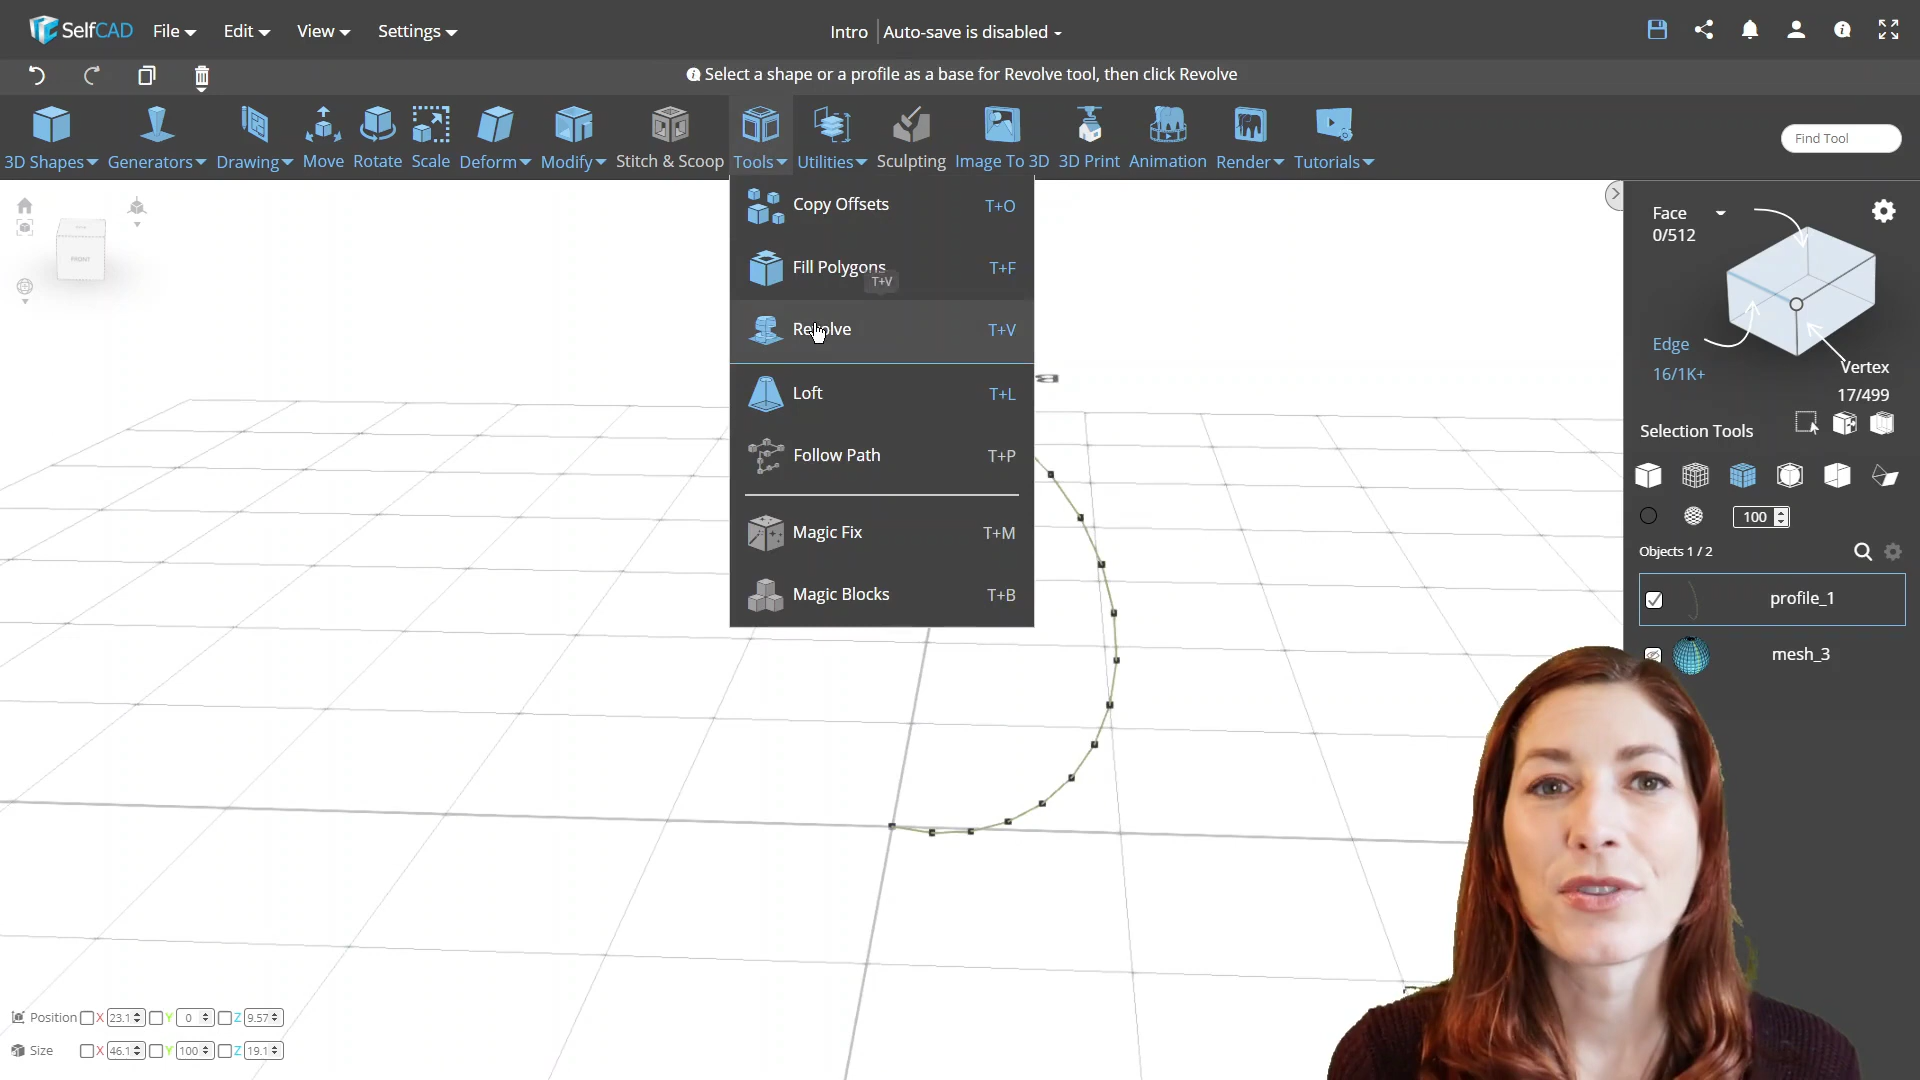 SelfCAD File Edit View Settings Intro Auto-save is disabled
Select a shape or a profile as a base for Revolve tool, then click Revolve
3D Shapes Generators Drawing Move Rotate Scale Deform Modify Stitch & Scoop Tools Utilities Sculpting Image To 3D 3D Print Animation Render Tutorials
Find Tool
Copy Offsets T+O
Fill Polygons T+F
T+V
Revolve T+V
Loft T+L
Follow Path T+P
Magic Fix T+M
Magic Blocks T+B
FRONT
Face
0/512
Edge
16/1K+
Vertex
17/499
Selection Tools
100
Objects 1 / 2
profile_1
mesh_3
Position X 23.1 Y 0 Z 9.57
Size X 46.1 Y 100 Z 19.1